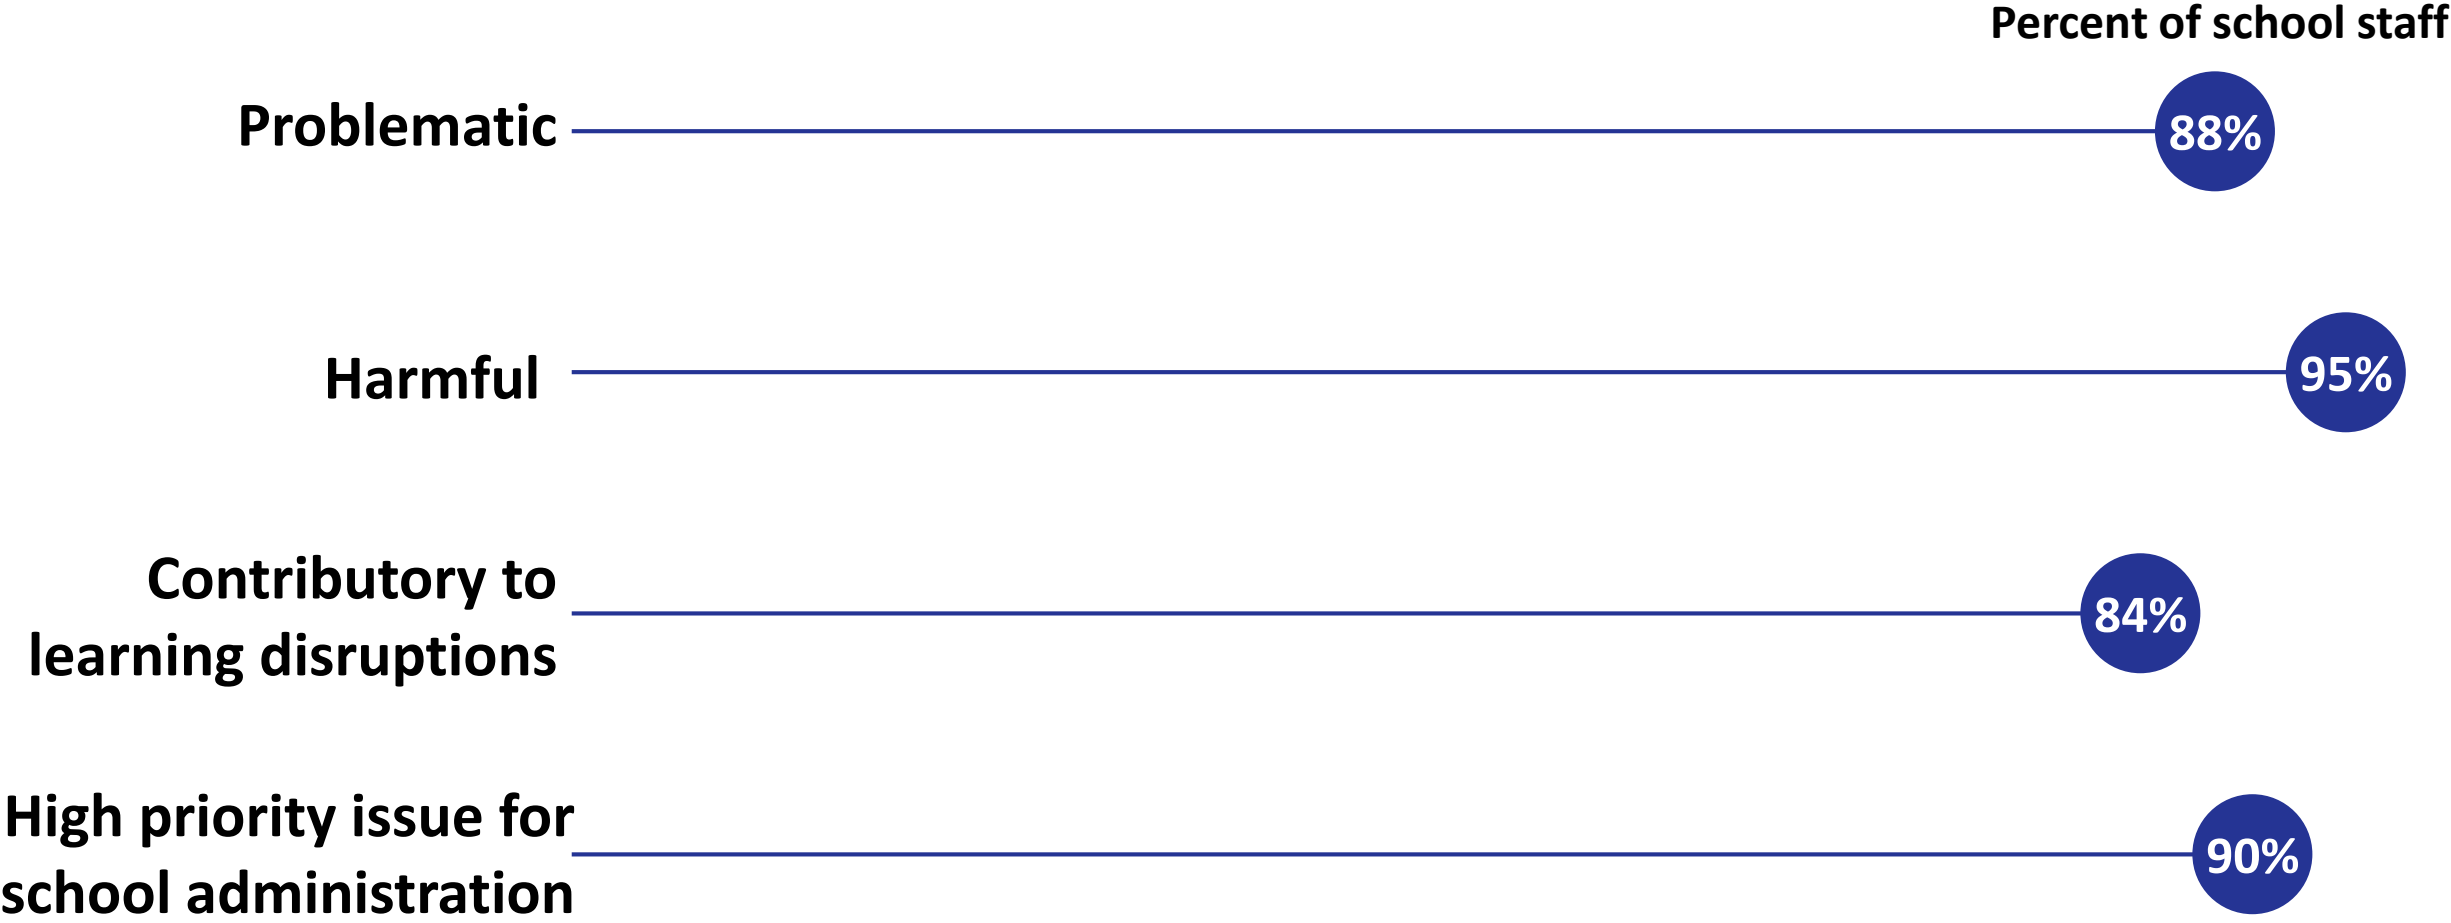 Percent of school staff
Problematic
88%
Harmful
95%
Contributory to
learning disruptions
84%
High priority issue for
school administration
90%